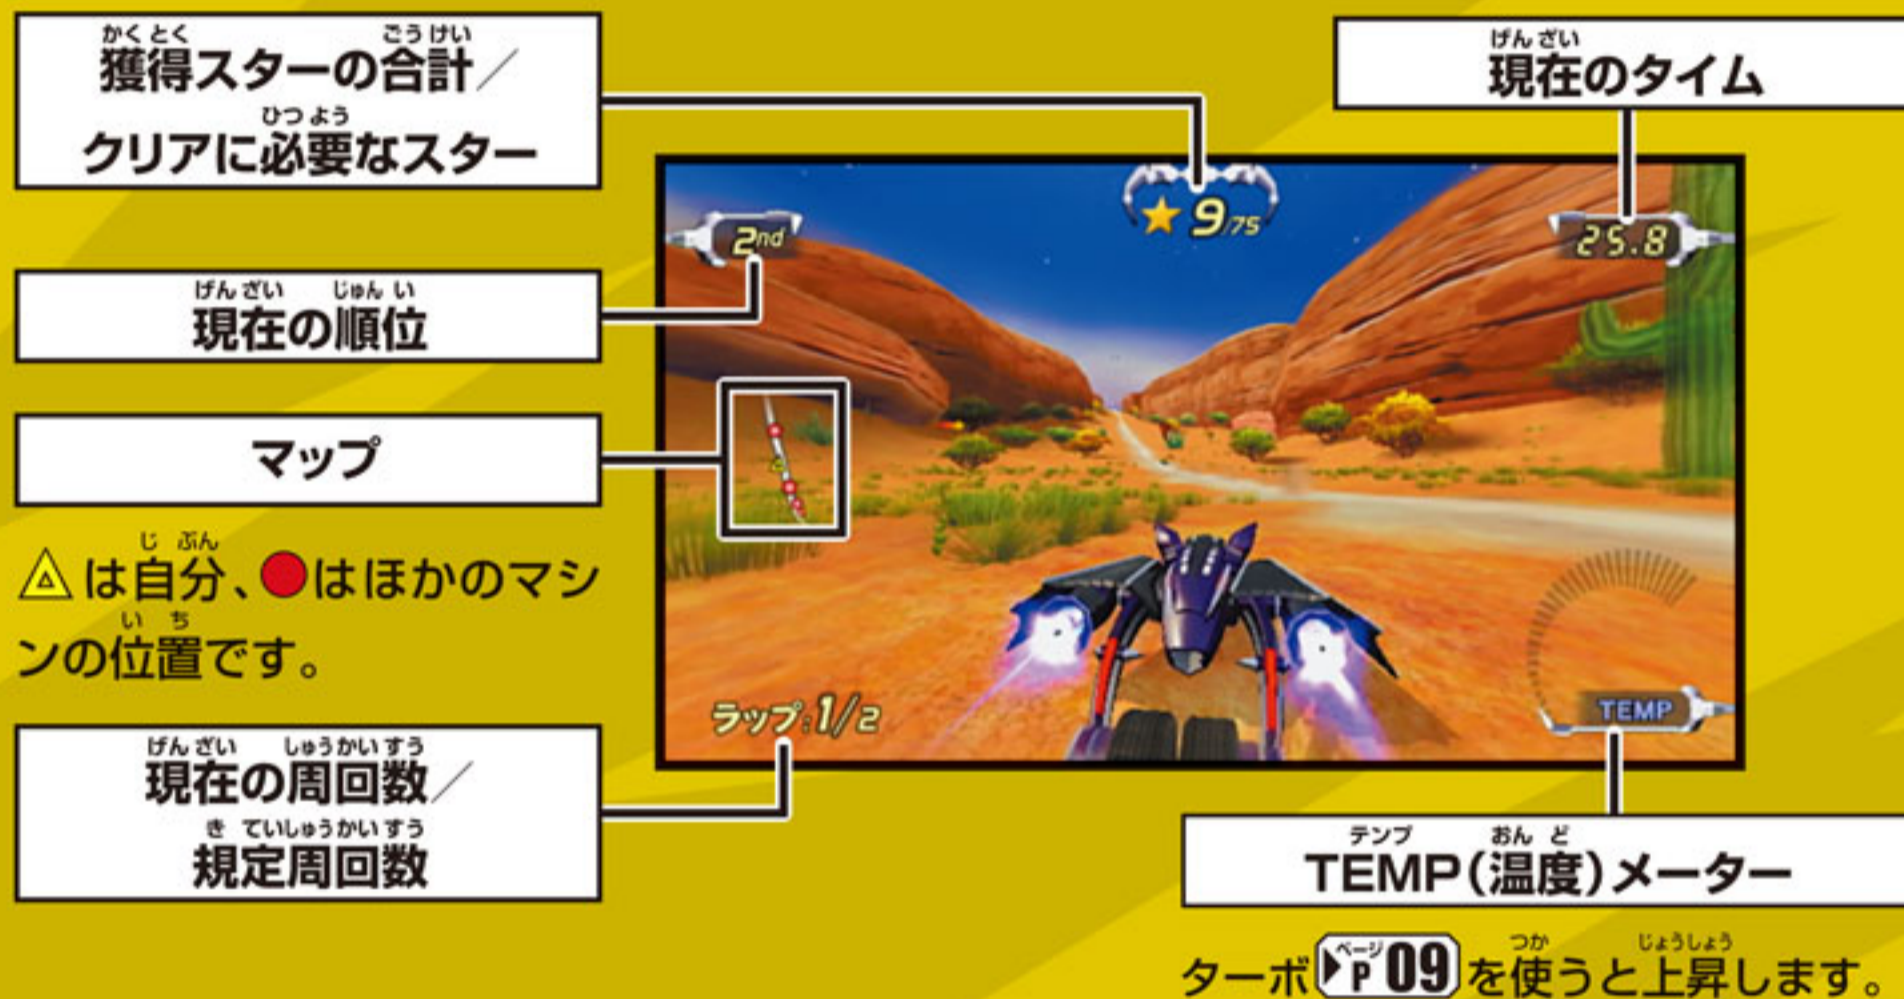 獲得スターの合計／
クリアに必要なスター
現在のタイム
9/75
2nd
25.8
現在の順位
マップ
は自分、●はほかのマシ
ンの位置です。
ラップ:1/2
TEMP
現在の周回数／
規定周回数
TEMP(温度)メーター
ターボ ▶P09 を使うと上昇します。